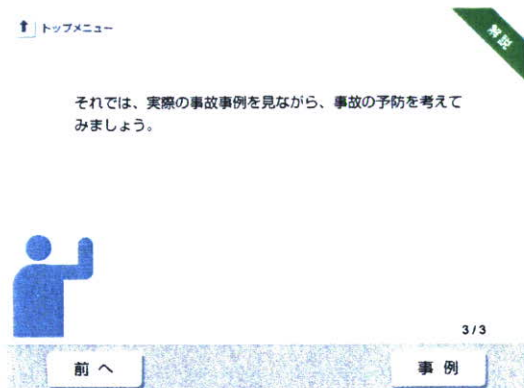 トップメニュー
解説
それでは、実際の事故事例を見ながら、事故の予防を考えて
みましょう。
3/3
前へ
事例